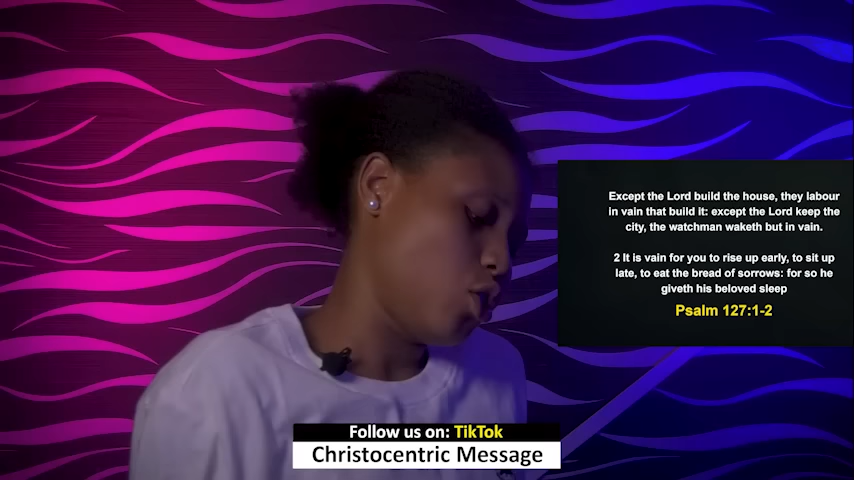 Except the Lord build the house, they labour
in vain that build it: except the Lord keep the
city, the watchman waketh but in vain.
2 It is vain for you to rise up early, to sit up
late, to eat the bread of sorrows: for so he
giveth his beloved sleep
Psalm 127:1-2
Follow us on: TikTok
Christocentric Message